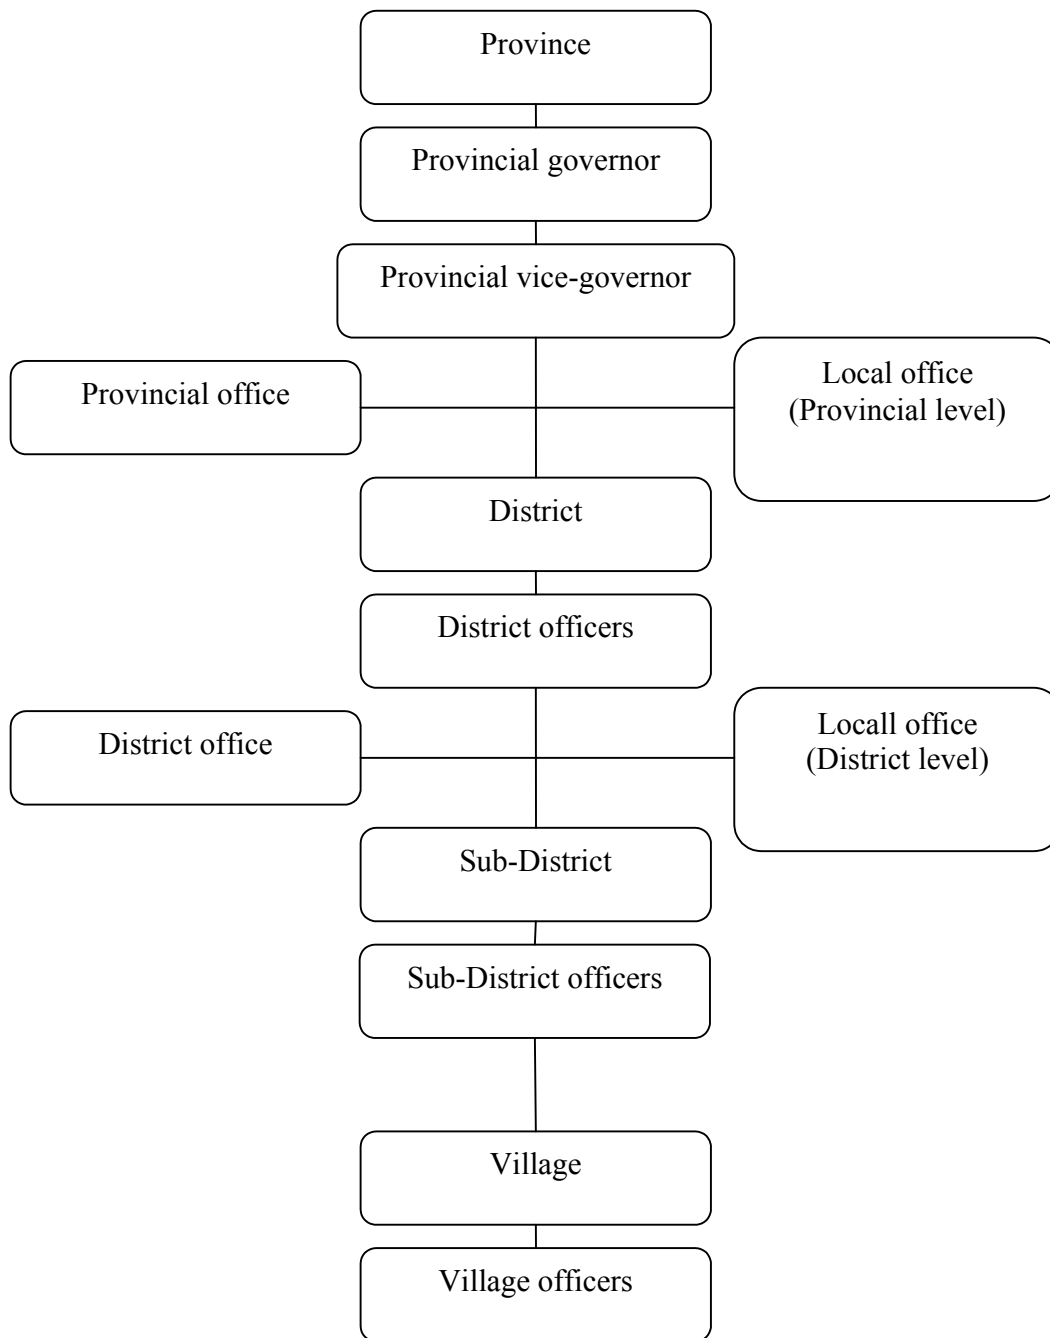 Province
Provincial governor
Provincial vice-governor
Provincial office
Local office
(Provincial level)
District
District officers
District office
Locall office
(District level)
Sub-District
Sub-District officers
Village
Village officers